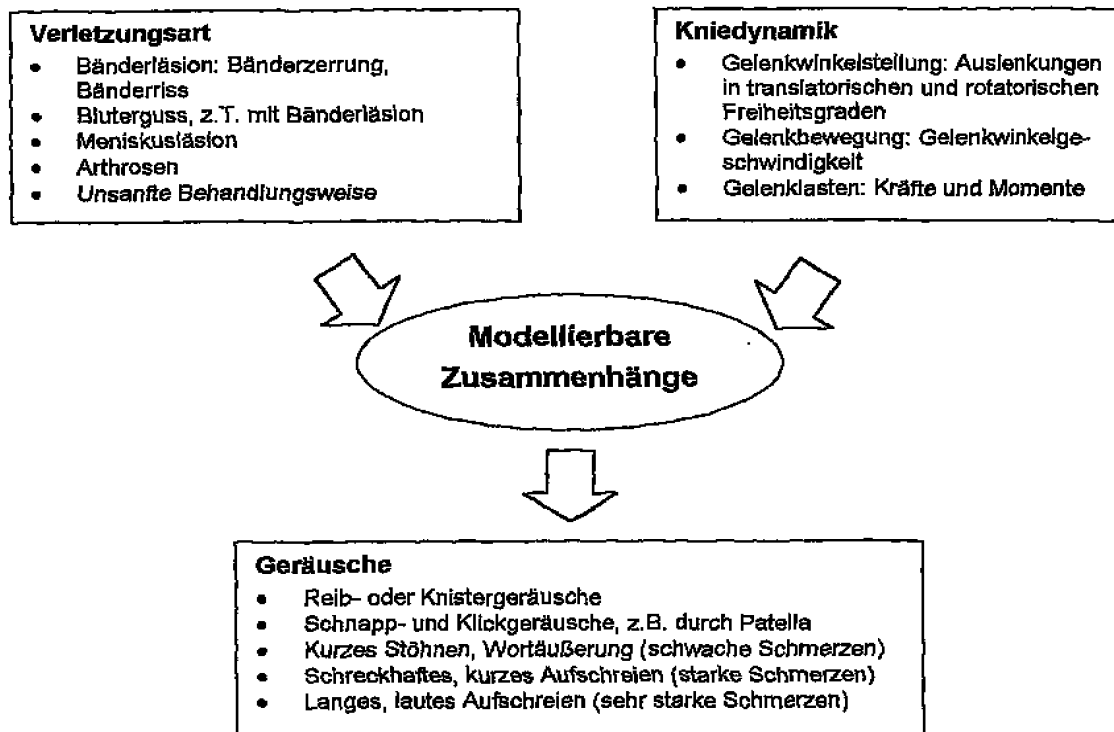 Verletzungsart
• Bänderläsion: Bänderzerrung,
Bänderriss
• Bluterguss, z.T. mit Bänderläsion
• Meniskusläsion
• Arthrosen
• Unsanfte Behandlungsweise
Kniedynamik
• Gelenkwinkelstellung: Auslenkungen
in translatorischen und rotatorischen
Freiheitsgraden
• Gelenkbewegung: Gelenkwinkelge-
schwindigkeit
• Gelenklasten: Kräfte und Momente
Modellierbare
Zusammenhänge
Geräusche
• Reib- oder Knistergeräusche
• Schnapp- und Klickgeräusche, z.B. durch Patella
• Kurzes Stöhnen, Wortäußerung (schwache Schmerzen)
• Schreckhaftes, kurzes Aufschreien (starke Schmerzen)
• Langes, lautes Aufschreien (sehr starke Schmerzen)